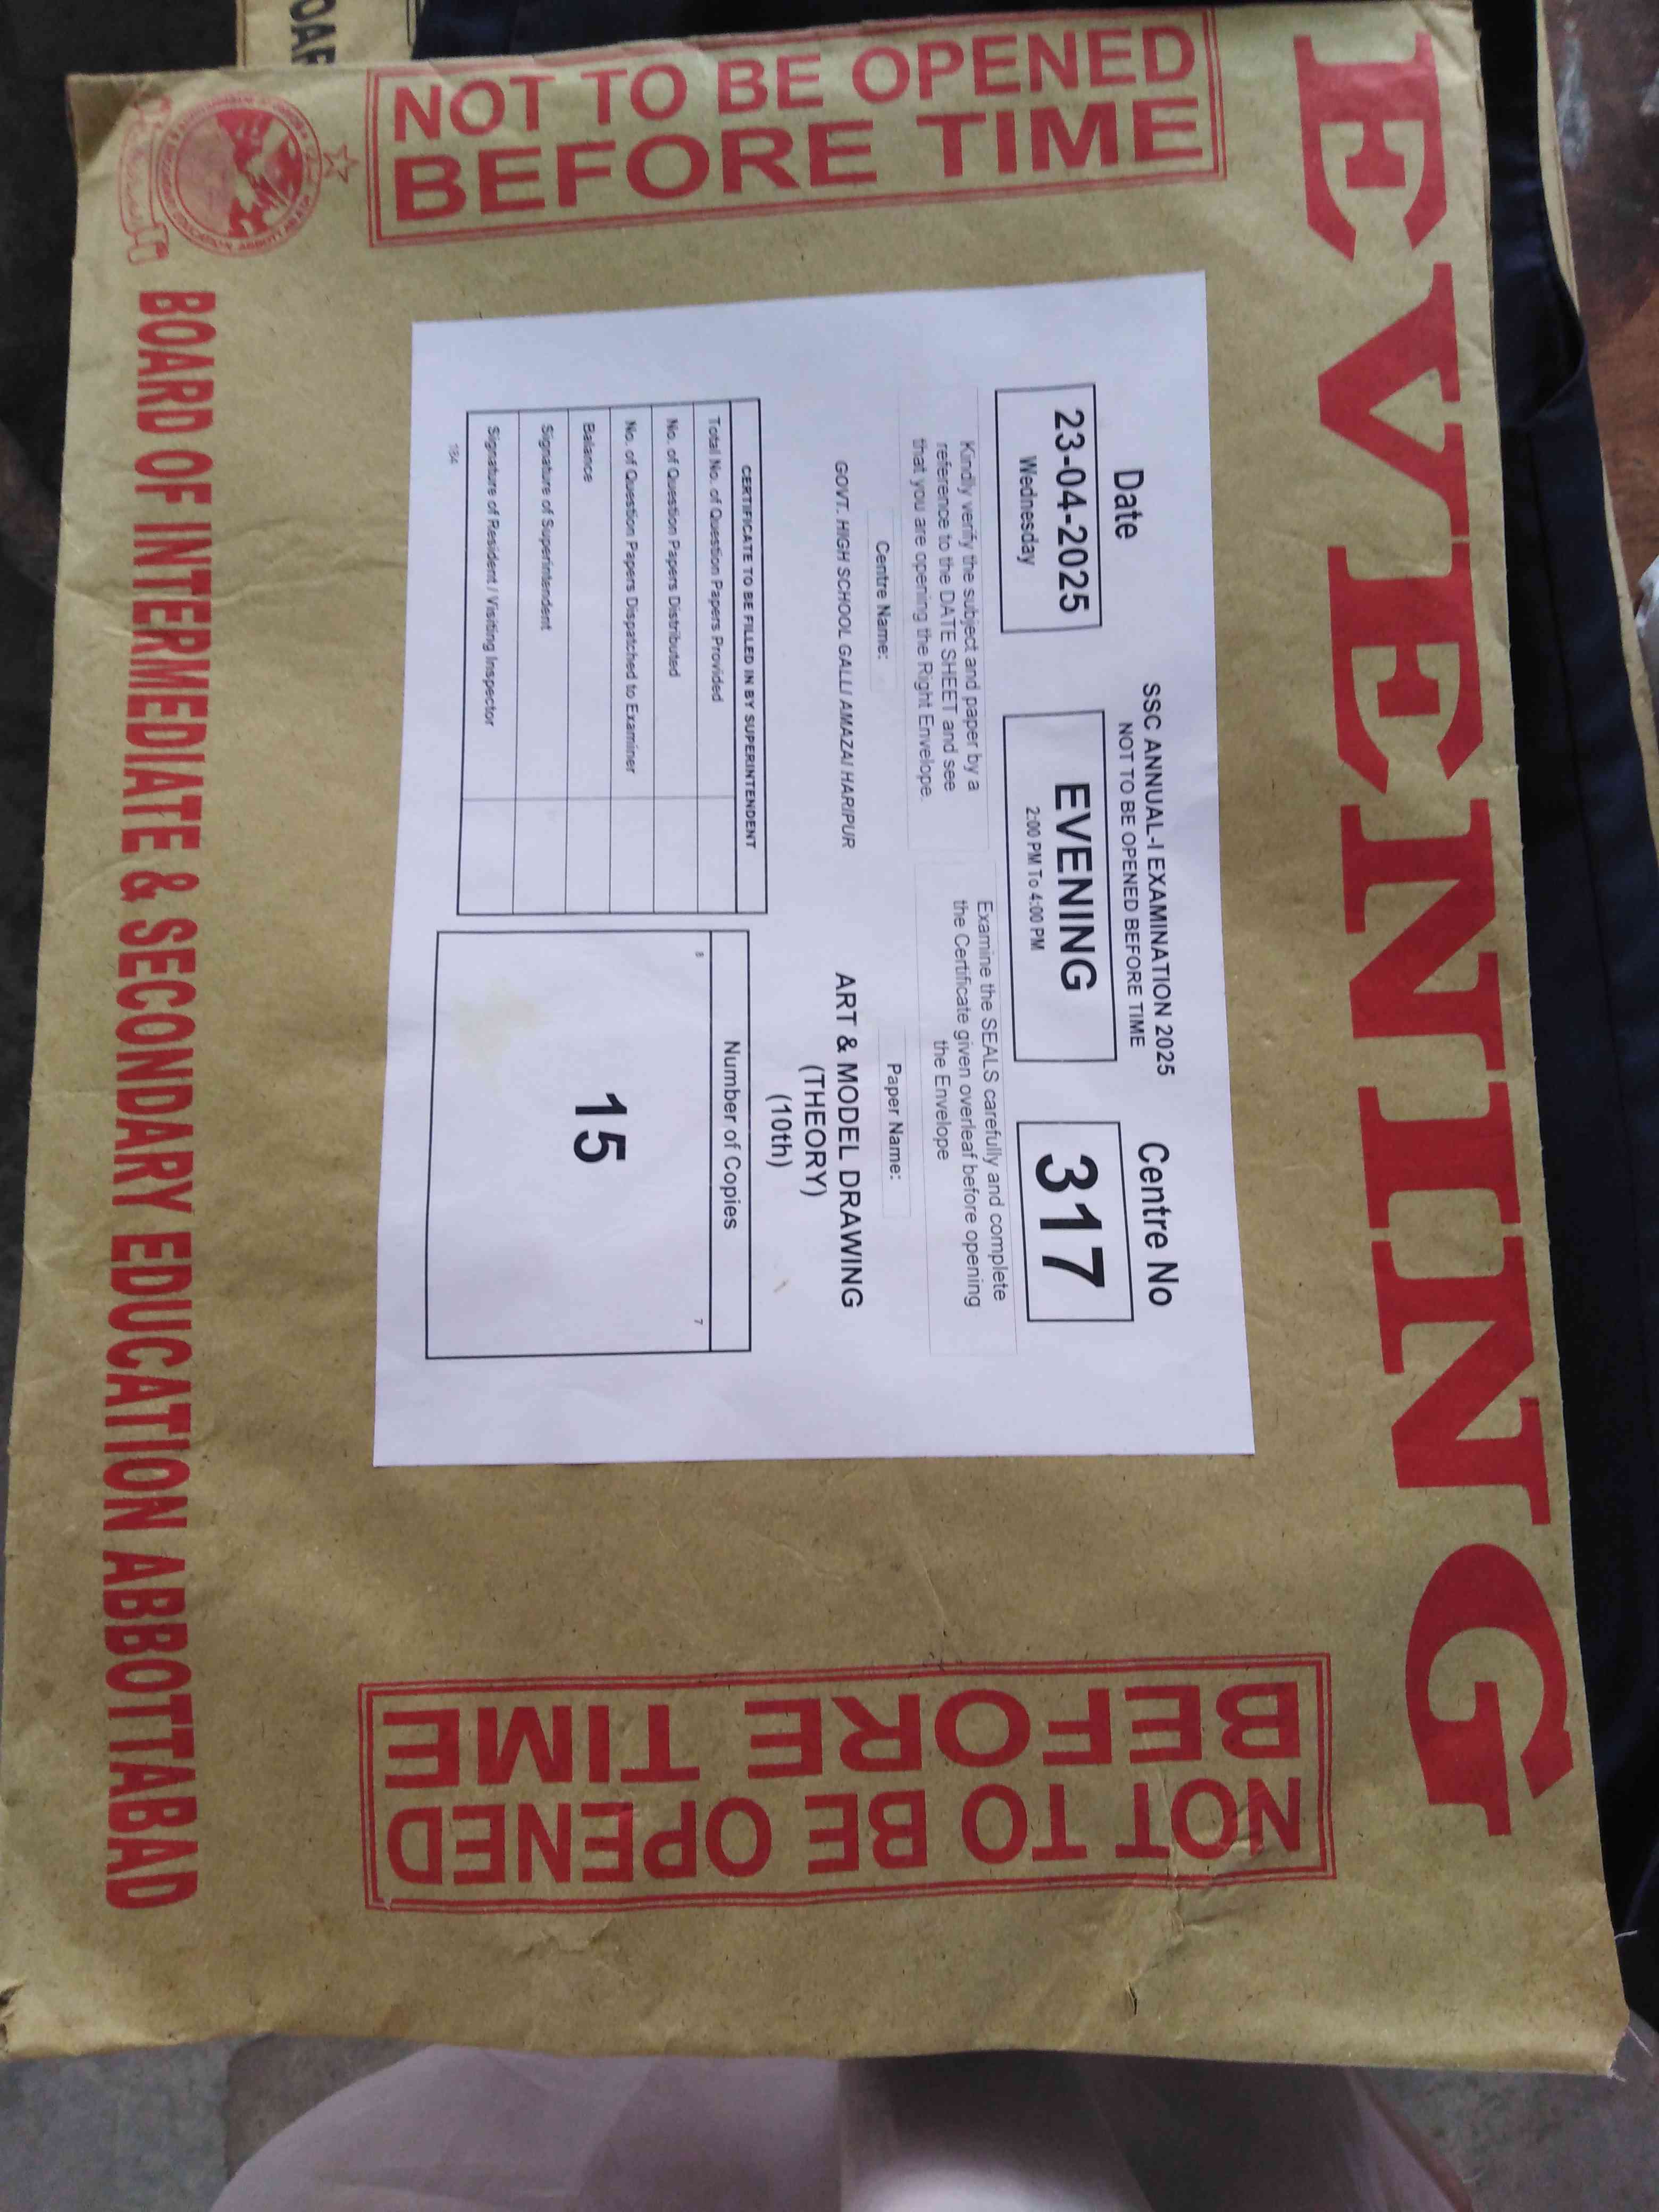 EVENING
NOT TO BE OPENED
BEFORE TIME
SSC ANNUAL-I EXAMINATION 2025
NOT TO BE OPENED BEFORE TIME
Date
23-04-2025
Wednesday
EVENING
2:00 PM To 4:00 PM
Centre No
317
Kindly verify the subject and paper by a
reference to the DATE SHEET and see
that you are opening the Right Envelope.
Examine the SEALS carefully and complete
the Certificate given overleaf before opening
the Envelope
Centre Name:
GOVT. HIGH SCHOOL GALLI AMAZAI HARIPUR
Paper Name:
ART & MODEL DRAWING
(THEORY)
(10th)
CERTIFICATE TO BE FILLED IN BY SUPERINTENDENT
Total No. of Question Papers Provided
No. of Question Papers Distributed
No. of Question Papers Dispatched to Examiner
Balance
Signature of Superintendent
Signature of Resident / Visiting Inspector
Number of Copies
7
15
NOT TO BE OPENED
BEFORE TIME
BOARD OF INTERMEDIATE & SECONDARY EDUCATION ABBOTTABAD